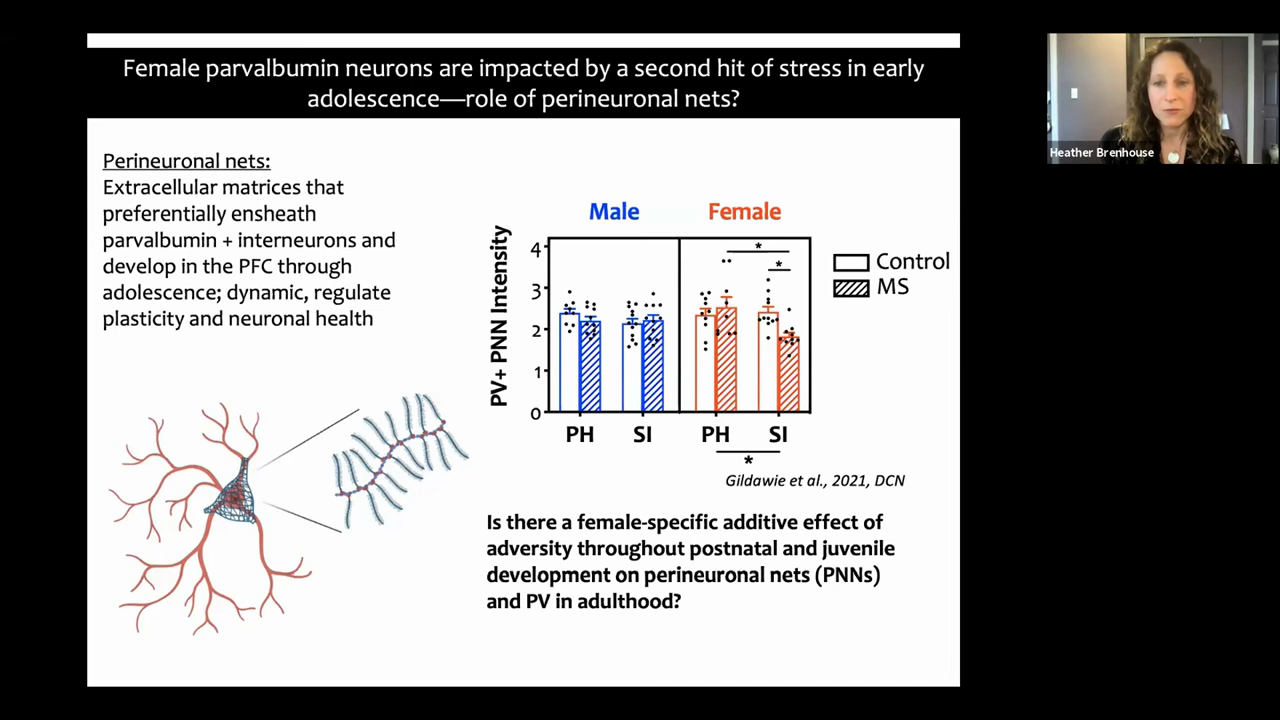 Female parvalbumin neurons are impacted by a second hit of stress in early
adolescence—role of perineuronal nets?
Heather Brenhouse
Perineuronal nets:
Extracellular matrices that
preferentially ensheath
parvalbumin + interneurons and
develop in the PFC through
adolescence; dynamic, regulate
plasticity and neuronal health
Male
Female
PV+ PNN Intensity
4
3
2
1
0
*
*
Control
MS
PH
SI
PH
SI
*
Gildawie et al., 2021, DCN
Is there a female-specific additive effect of
adversity throughout postnatal and juvenile
development on perineuronal nets (PNNs)
and PV in adulthood?